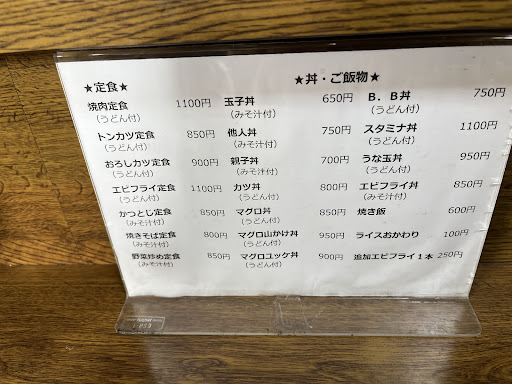 ★定食★
焼肉定食 1100円
(うどん付)
トンカツ定食 850円
(うどん付)
おろしカツ定食 900円
(うどん付)
エビフライ定食 1100円
(うどん付)
かつとじ定食 850円
(みそ汁付)
焼きそば定食 800円
(みそ汁付)
野菜炒め定食 850円
(みそ汁付)
★丼・ご飯物★
玉子丼 650円
(みそ汁付)
他人丼 750円
(みそ汁付)
親子丼 700円
(みそ汁付)
カツ丼 800円
(みそ汁付)
マグロ丼 850円
(うどん付)
マグロ山かけ丼 950円
(うどん付)
マグロユッケ丼 900円
(うどん付)
B.B丼 750円
(うどん付)
スタミナ丼 1100円
(うどん付)
うな玉丼 950円
(うどん付)
エビフライ丼 850円
(みそ汁付)
焼き飯 600円
ライスおかわり 100円
追加エビフライ1本 250円